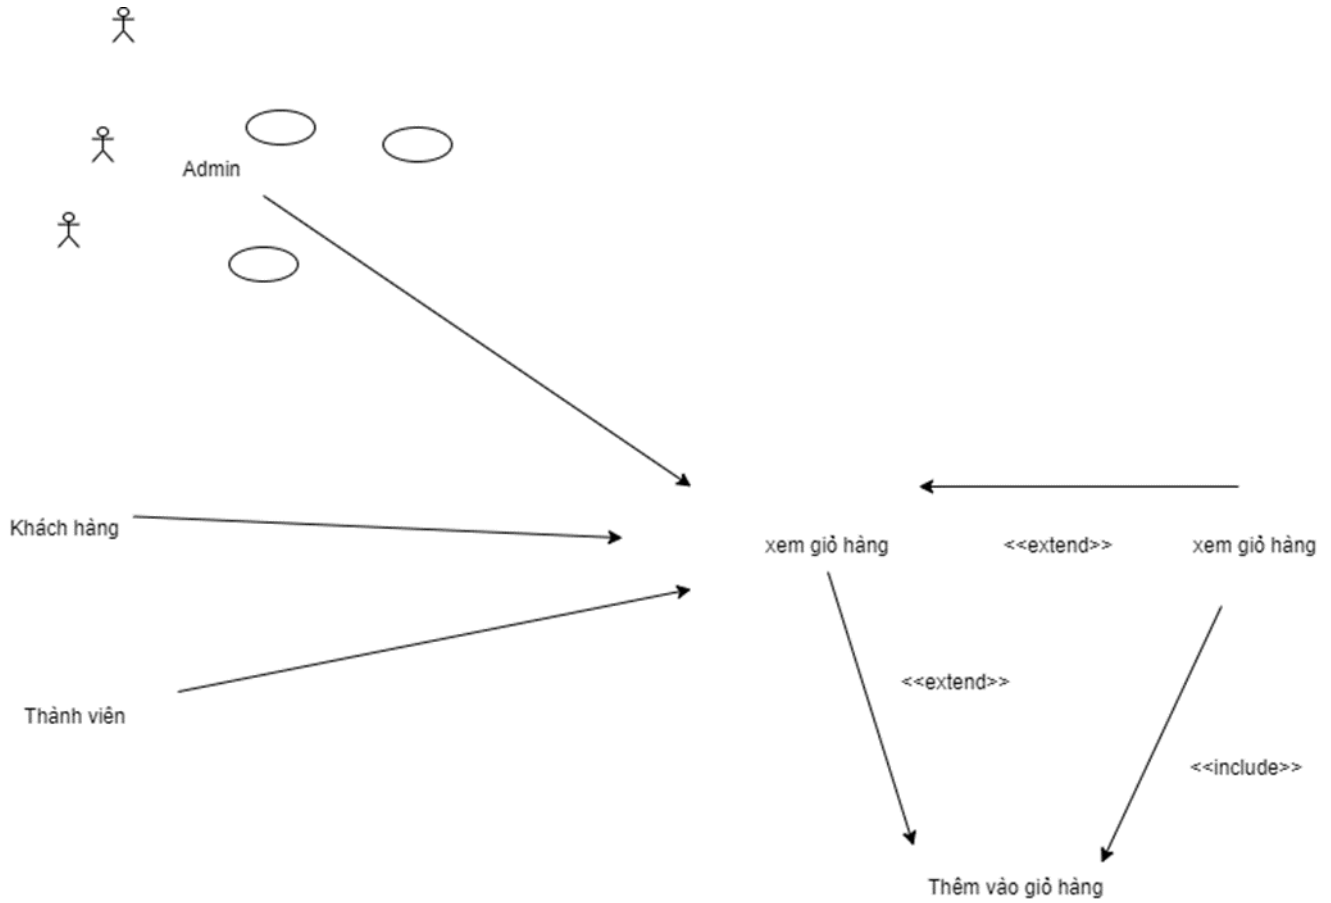 Admin
Khách hàng
xem giỏ hàng
<<extend>>
xem giỏ hàng
<<extend>>
Thành viên
<<include>>
Thêm vào giỏ hàng